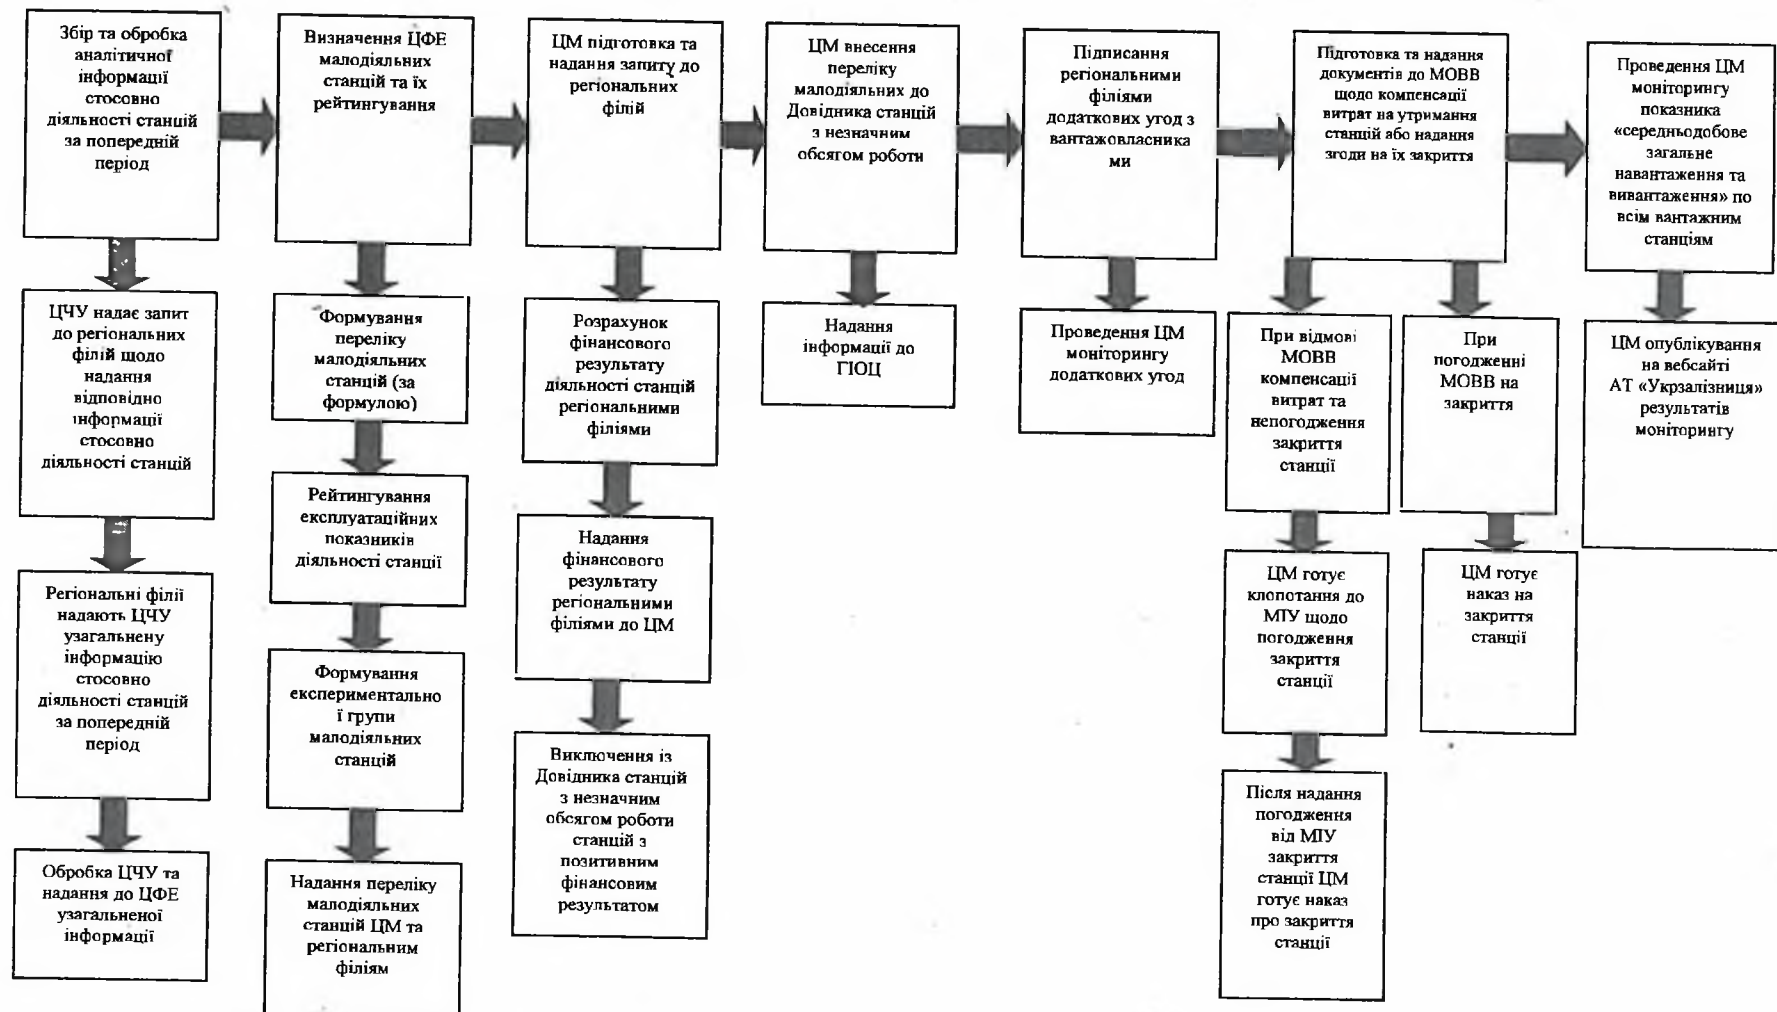 Збір та обробка
аналітичної
інформації
стосовно
діяльності станцій
за попередній
період
Визначення ЦФЕ
малодіяльних
станцій та їх
рейтингування
ЦМ підготовка та
надання запиту до
регіональних
філій
ЦМ внесення
переліку
малодіяльних до
Довідника станцій
з незначним
обсягом роботи
Підписання
регіональними
філіями
додаткових угод з
вантажовласника
ми
Підготовка та надання
документів до МОВВ
щодо компенсації
витрат на утримання
станцій або надання
згоди на їх закриття
Проведення ЦМ
моніторингу
показника
«середньодобове
загальне
навантаження та
вивантаження» по
всім вантажним
станціям
ЦЧУ надає запит
до регіональних
філій щодо
надання
відповідно
інформації
стосовно
діяльності станцій
Регіональні філії
надають ЦЧУ
узагальнену
інформацію
стосовно
діяльності станцій
за попередній
період
Обробка ЦЧУ та
надання до ЦФЕ
узагальненої
інформації
Формування
переліку
малодіяльних
станцій (за
формулою)
Рейтингування
експлуатаційних
показників
діяльності станції
Формування
експериментально
ї групи
малодіяльних
станцій
Надання переліку
малодіяльних
станцій ЦМ та
регіональним
філіям
Розрахунок
фінансового
результату
діяльності станцій
регіональними
філіями
Надання
фінансового
результату
регіональними
філіями до ЦМ
Виключення із
Довідника станцій
з незначним
обсягом роботи
станцій з
позитивним
фінансовим
результатом
Надання
інформації до
ГІОЦ
Проведення ЦМ
моніторингу
додаткових угод
При відмові
МОВВ
компенсації
витрат та
непогодження
закриття
станції
ЦМ готує
клопотання до
МІУ щодо
погодження
закриття
станції
Після надання
погодження
від МІУ
закриття
станції ЦМ
готує наказ
про закриття
станції
При
погодженні
МОВВ на
закриття
ЦМ готує
наказ на
закриття
станції
ЦМ опублікування
на вебсайті
АТ «Укрзалізниця»
результатів
моніторингу